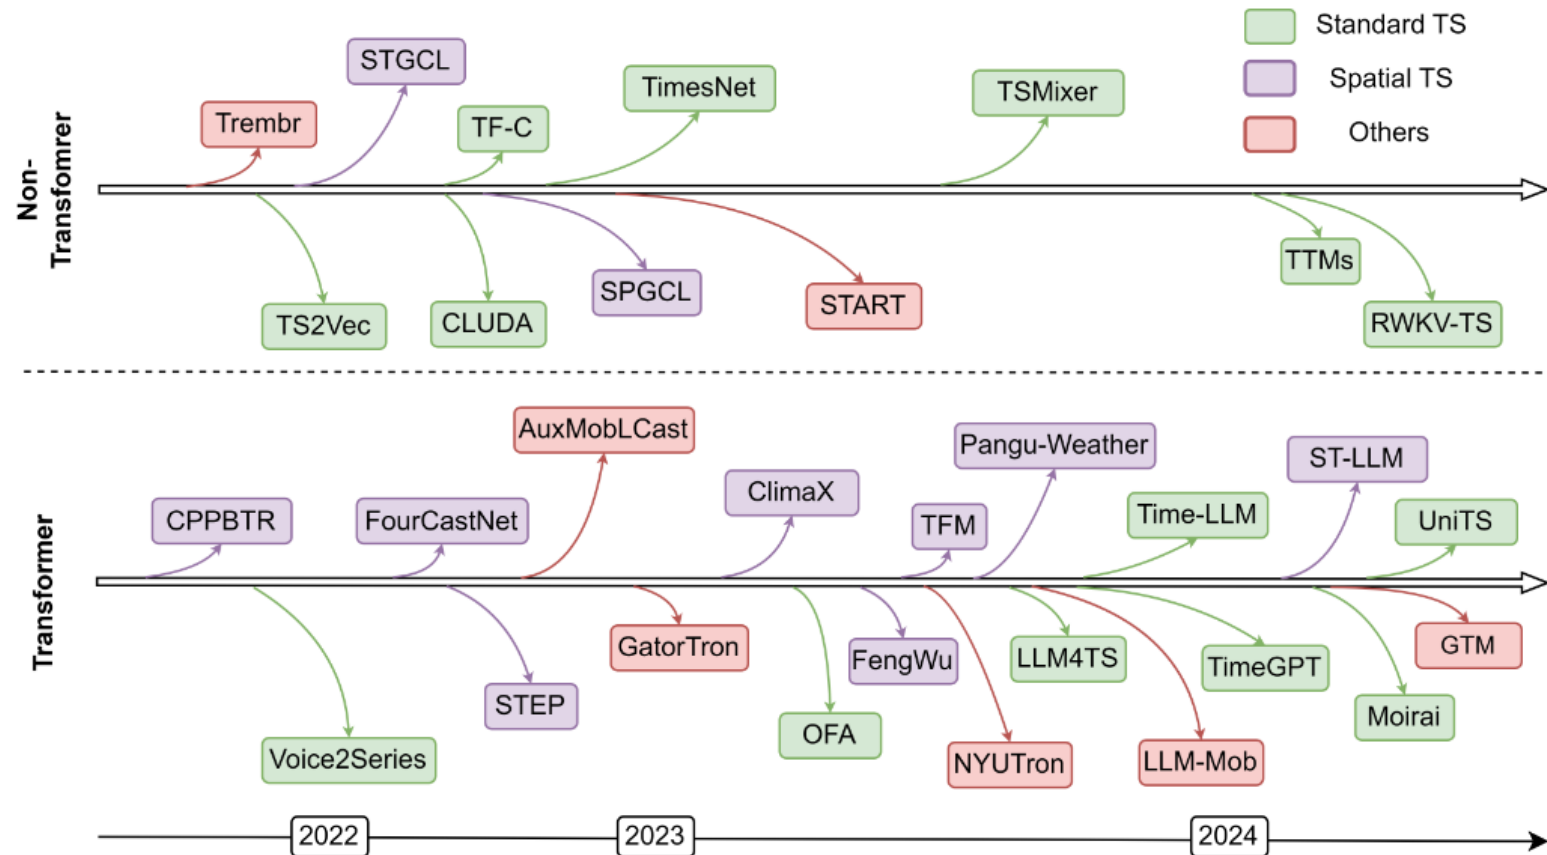 Standard TS
Spatial TS
Others
Non-
Transfomrer
STGCL
Trembr
TF-C
TimesNet
TSMixer
TS2Vec
CLUDA
SPGCL
START
TTMs
RWKV-TS
Transformer
AuxMobLCast
Pangu-Weather
ST-LLM
ClimaX
CPPBTR
FourCastNet
TFM
Time-LLM
UniTS
GatorTron
FengWu
LLM4TS
TimeGPT
GTM
STEP
OFA
Moirai
Voice2Series
NYUTron
LLM-Mob
2022
2023
2024